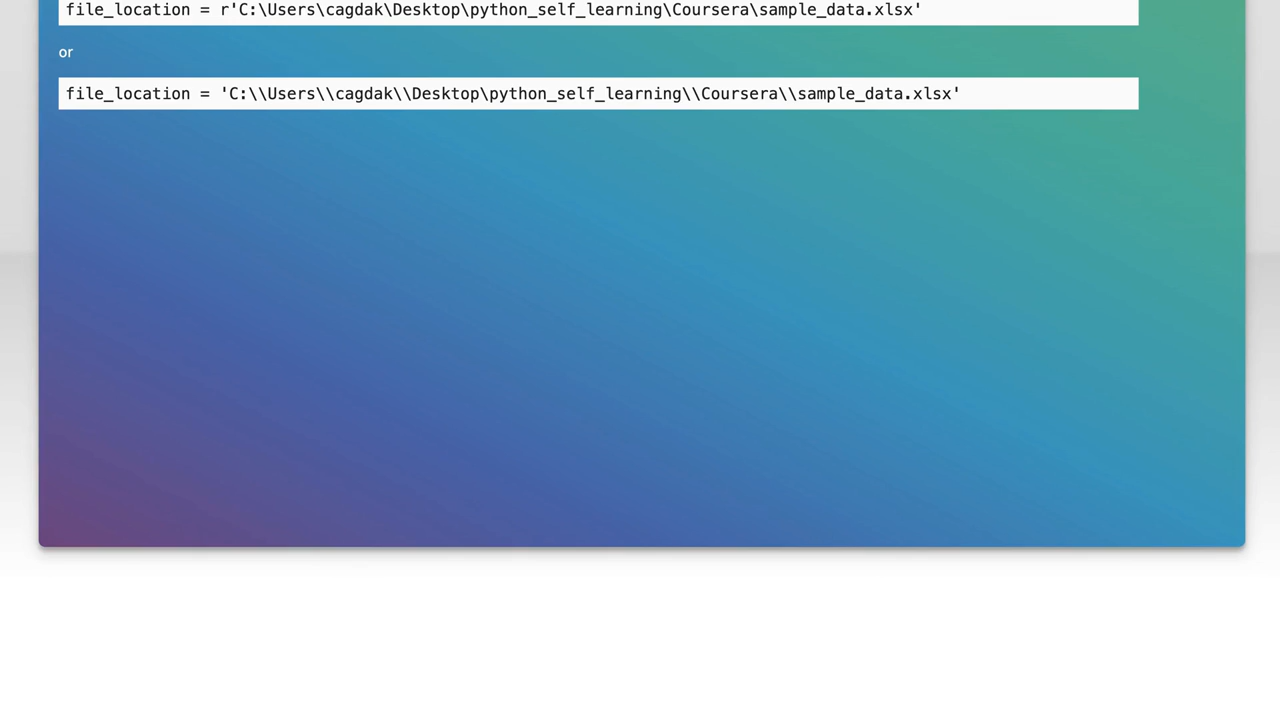 file_location = r'C:\Users\cagdak\Desktop\python_self_learning\Coursera\sample_data.xlsx'
or
file_location = 'C:\\Users\\cagdak\\Desktop\python_self_learning\\Coursera\\sample_data.xlsx'